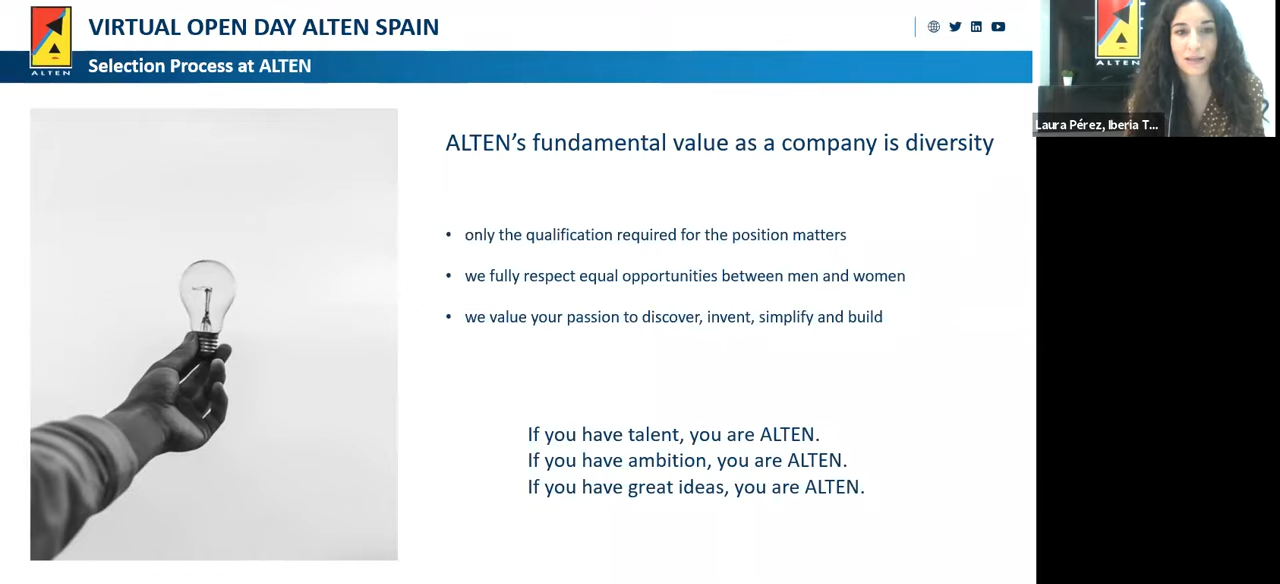 VIRTUAL OPEN DAY ALTEN SPAIN
ALTEN
Selection Process at ALTEN
ALTEN
Laura Pérez, Iberia T...
ALTEN's fundamental value as a company is diversity
• only the qualification required for the position matters
• we fully respect equal opportunities between men and women
• we value your passion to discover, invent, simplify and build
If you have talent, you are ALTEN.
If you have ambition, you are ALTEN.
If you have great ideas, you are ALTEN.